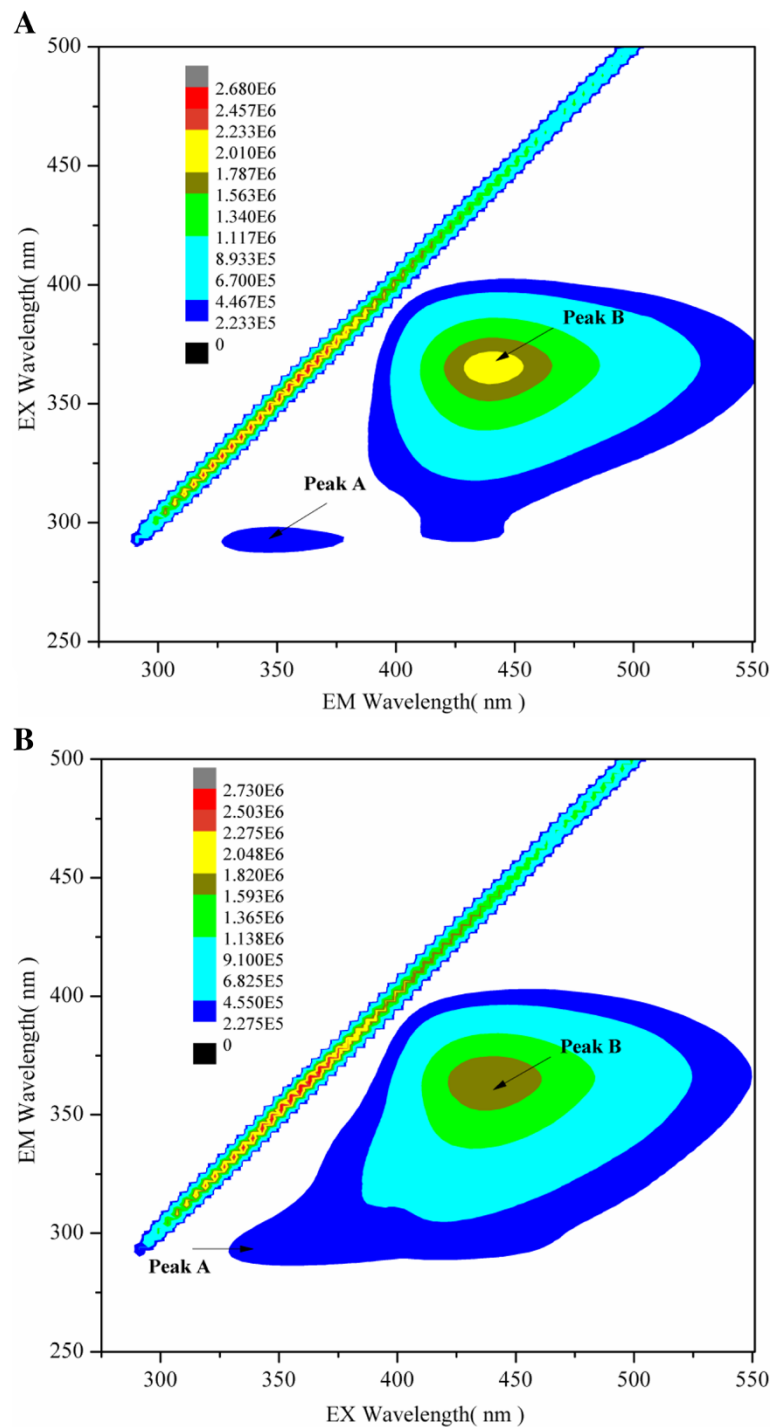 A
500
450
400
350
300
250
EX Wavelength( nm )
2.680E6
2.457E6
2.233E6
2.010E6
1.787E6
1.563E6
1.340E6
1.117E6
8.933E5
6.700E5
4.467E5
2.233E5
0
Peak B
Peak A
300
350
400
450
500
550
EM Wavelength( nm )
B
500
450
400
350
300
250
EM Wavelength( nm )
2.730E6
2.503E6
2.275E6
2.048E6
1.820E6
1.593E6
1.365E6
1.138E6
9.100E5
6.825E5
4.550E5
2.275E5
0
Peak B
Peak A
300
350
400
450
500
550
EX Wavelength( nm )